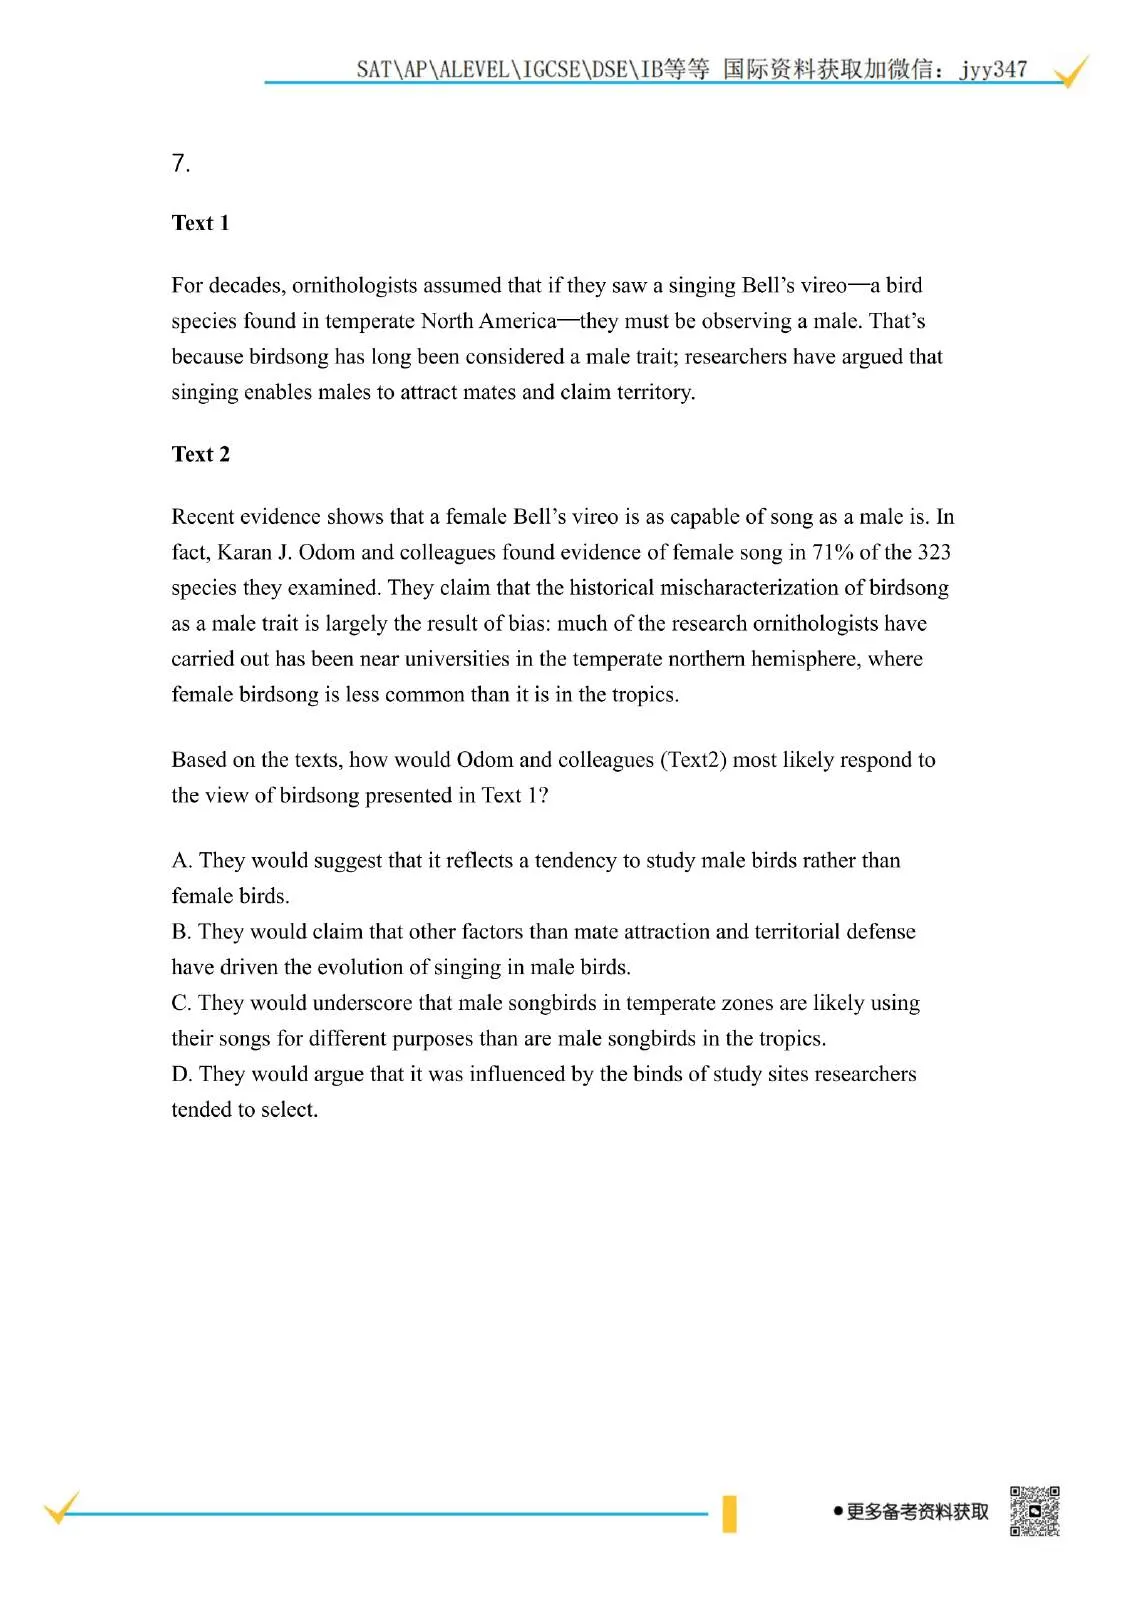 SAT\AP\ALEVEL\IGCSE\DSE\IB等等 国际资料获取加微信：jyy347
7.
Text 1
For decades, ornithologists assumed that if they saw a singing Bell’s vireo—a bird
species found in temperate North America—they must be observing a male. That’s
because birdsong has long been considered a male trait; researchers have argued that
singing enables males to attract mates and claim territory.
Text 2
Recent evidence shows that a female Bell’s vireo is as capable of song as a male is. In
fact, Karan J. Odom and colleagues found evidence of female song in 71% of the 323
species they examined. They claim that the historical mischaracterization of birdsong
as a male trait is largely the result of bias: much of the research ornithologists have
carried out has been near universities in the temperate northern hemisphere, where
female birdsong is less common than it is in the tropics.
Based on the texts, how would Odom and colleagues (Text2) most likely respond to
the view of birdsong presented in Text 1?
A. They would suggest that it reflects a tendency to study male birds rather than
female birds.
B. They would claim that other factors than mate attraction and territorial defense
have driven the evolution of singing in male birds.
C. They would underscore that male songbirds in temperate zones are likely using
their songs for different purposes than are male songbirds in the tropics.
D. They would argue that it was influenced by the binds of study sites researchers
tended to select.
●更多备考资料获取